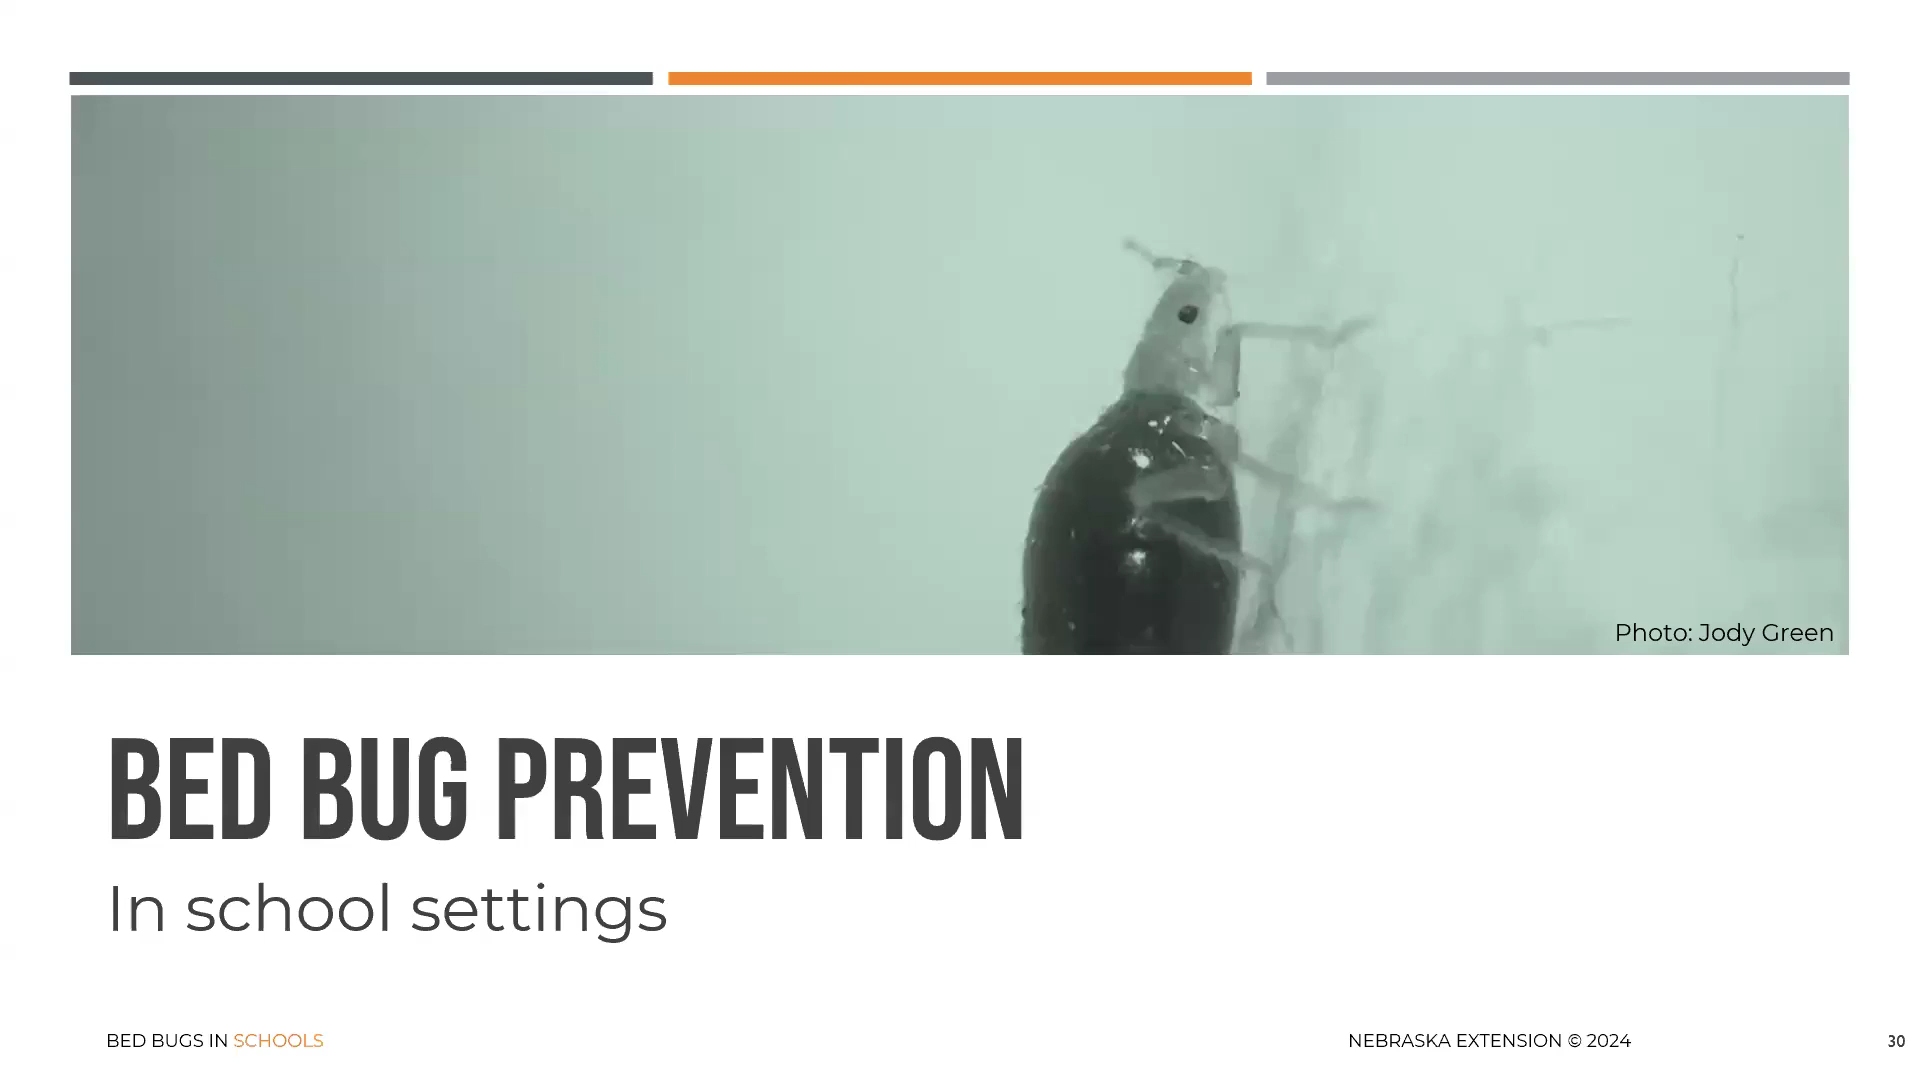 Photo: Jody Green
BED BUG PREVENTION
In school settings
BED BUGS IN SCHOOLS
NEBRASKA EXTENSION © 2024
30